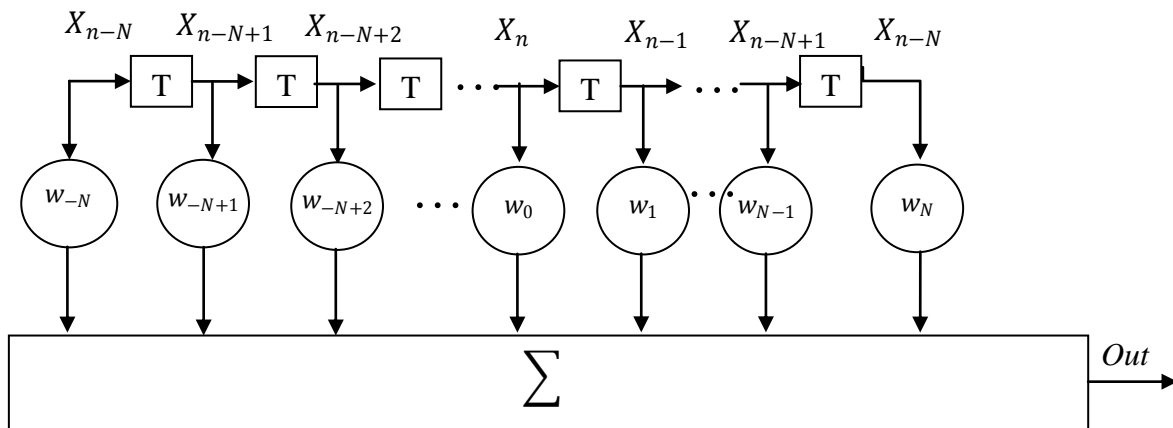 X_{n-N} X_{n-N+1} X_{n-N+2} X_n X_{n-1} X_{n-N+1} X_{n-N}
T T T ... T ... T
w_{-N} w_{-N+1} w_{-N+2} ... w_0 w_1 ... w_{N-1} w_N
∑ Out